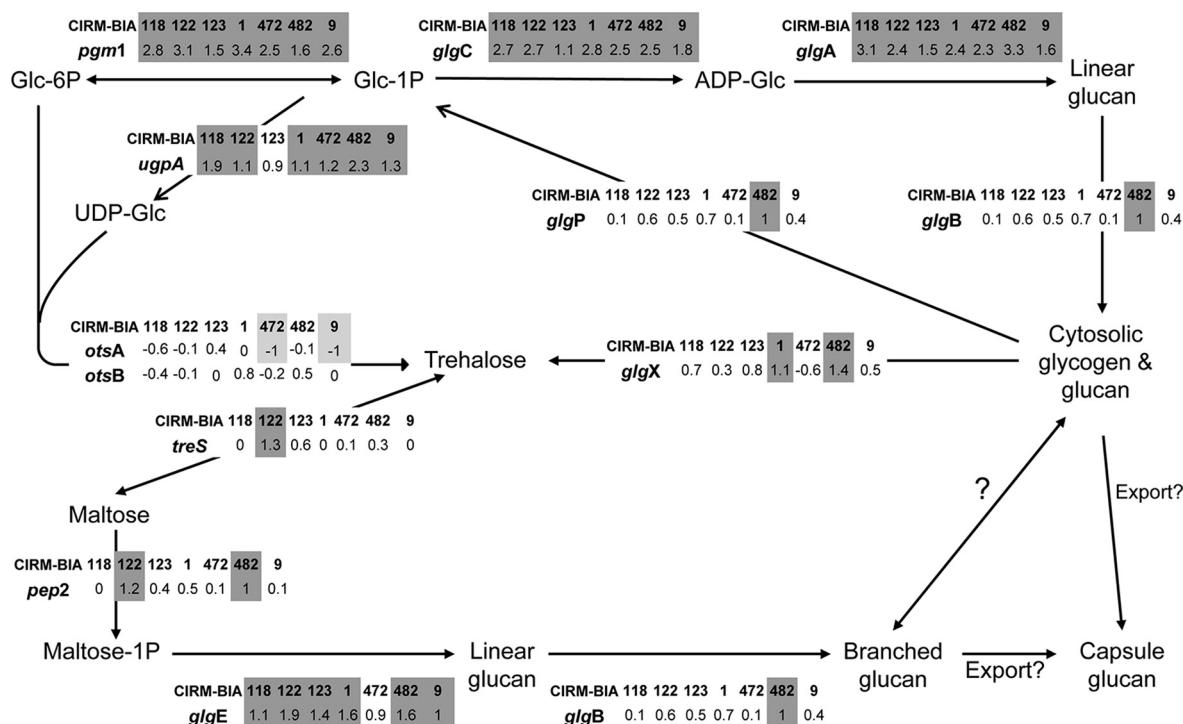 CIRM-BIA 118 122 123 1 472 482 9
pgm1 2.8 3.1 1.5 3.4 2.5 1.6 2.6
CIRM-BIA 118 122 123 1 472 482 9
glgC 2.7 2.7 1.1 2.8 2.5 2.5 1.8
CIRM-BIA 118 122 123 1 472 482 9
glgA 3.1 2.4 1.5 2.4 2.3 3.3 1.6
Glc-6P
Glc-1P
ADP-Glc
Linear
glucan
CIRM-BIA 118 122 123 1 472 482 9
ugpA 1.9 1.1 0.9 1.1 1.2 2.3 1.3
UDP-Glc
CIRM-BIA 118 122 123 1 472 482 9
glgP 0.1 0.6 0.5 0.7 0.1 1 0.4
CIRM-BIA 118 122 123 1 472 482 9
glgB 0.1 0.6 0.5 0.7 0.1 1 0.4
CIRM-BIA 118 122 123 1 472 482 9
otsA -0.6 -0.1 0.4 0 -1 -0.1 -1
otsB -0.4 -0.1 0 0.8 -0.2 0.5 0
Trehalose
CIRM-BIA 118 122 123 1 472 482 9
glgX 0.7 0.3 0.8 1.1 -0.6 1.4 0.5
Cytosolic
glycogen &
glucan
CIRM-BIA 118 122 123 1 472 482 9
treS 0 1.3 0.6 0 0.1 0.3 0
?
Export?
Maltose
CIRM-BIA 118 122 123 1 472 482 9
pep2 0 1.2 0.4 0.5 0.1 1 0.1
Maltose-1P
Linear
glucan
Branched
glucan
Export?
Capsule
glucan
CIRM-BIA 118 122 123 1 472 482 9
glgE 1.1 1.9 1.4 1.6 0.9 1.6 1
CIRM-BIA 118 122 123 1 472 482 9
glgB 0.1 0.6 0.5 0.7 0.1 1 0.4